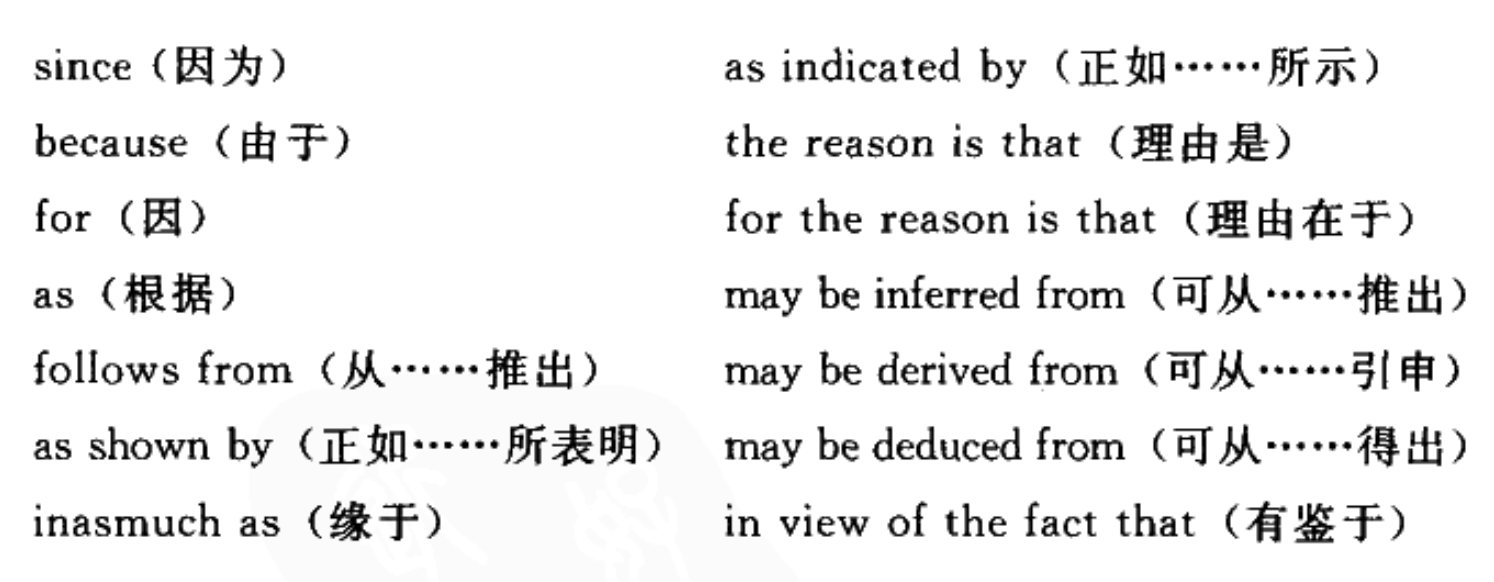 since（因为）
because（由于）
for（因）
as（根据）
follows from（从……推出）
as shown by（正如……所表明）
inasmuch as（缘于）
as indicated by（正如……所示）
the reason is that（理由是）
for the reason is that（理由在于）
may be inferred from（可从……推出）
may be derived from（可从……引申）
may be deduced from（可从……得出）
in view of the fact that（有鉴于）